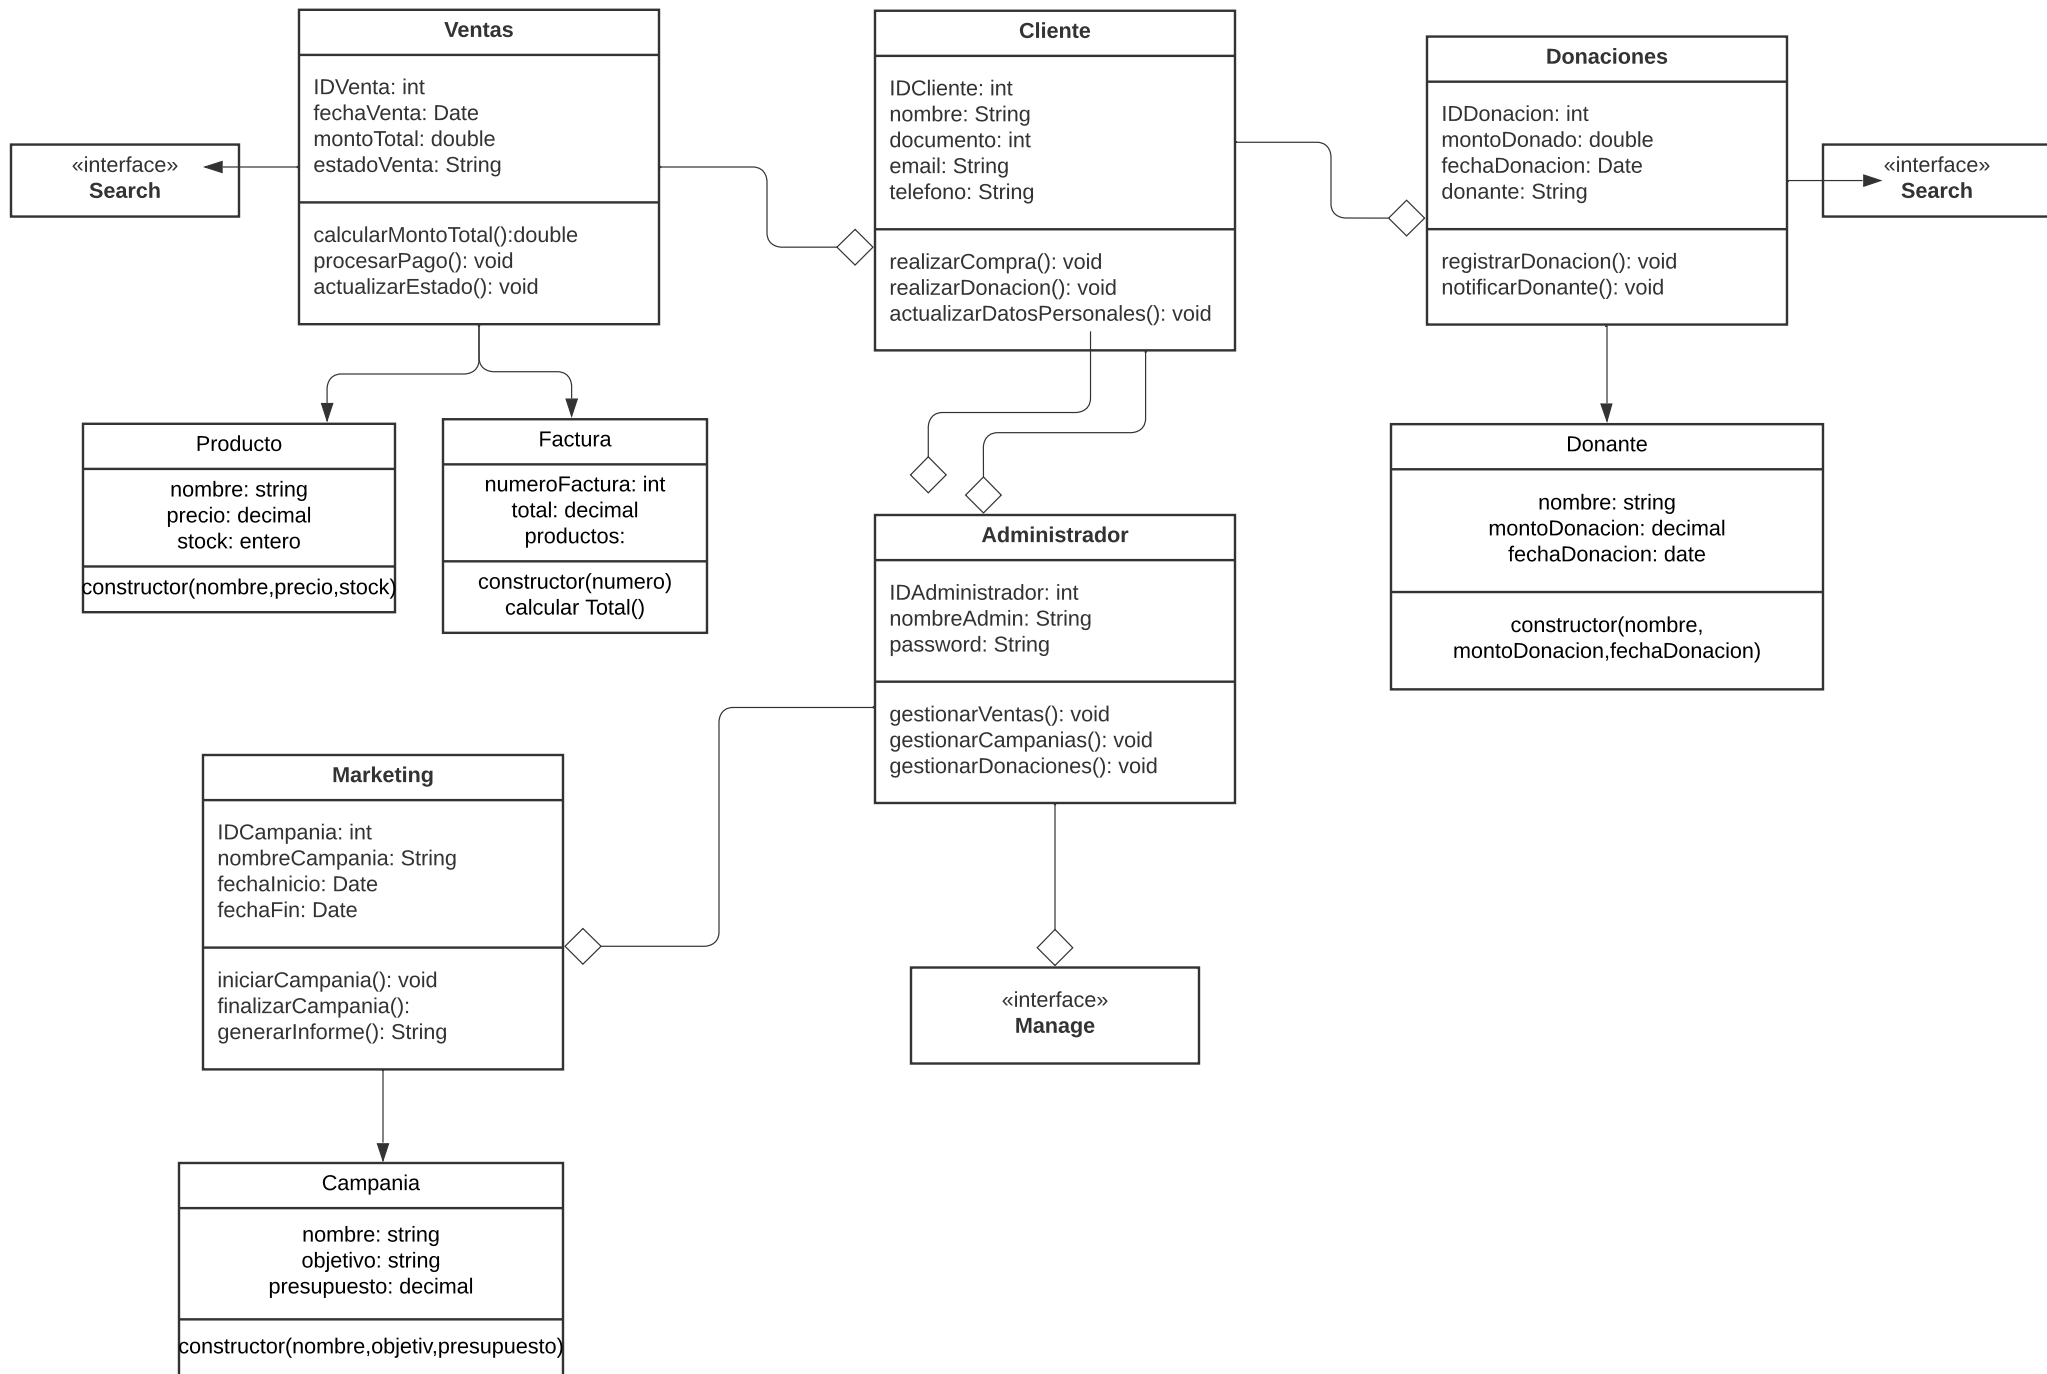 Ventas
IDVenta: int
fechaVenta: Date
montoTotal: double
estadoVenta: String
calcularMontoTotal():double
procesarPago(): void
actualizarEstado(): void
Cliente
IDCliente: int
nombre: String
documento: int
email: String
telefono: String
realizarCompra(): void
realizarDonacion(): void
actualizarDatosPersonales(): void
Donaciones
IDDonacion: int
montoDonado: double
fechaDonacion: Date
donante: String
registrarDonacion(): void
notificarDonante(): void
«interface»
Search
«interface»
Search
Producto
nombre: string
precio: decimal
stock: entero
constructor(nombre,precio,stock)
Factura
numeroFactura: int
total: decimal
productos:
constructor(numero)
calcular Total()
Donante
nombre: string
montoDonacion: decimal
fechaDonacion: date
constructor(nombre,
montoDonacion,fechaDonacion)
Administrador
IDAdministrador: int
nombreAdmin: String
password: String
gestionarVentas(): void
gestionarCampanias(): void
gestionarDonaciones(): void
Marketing
IDCampania: int
nombreCampania: String
fechaInicio: Date
fechaFin: Date
iniciarCampania(): void
finalizarCampania():
generarInforme(): String
«interface»
Manage
Campania
nombre: string
objetivo: string
presupuesto: decimal
constructor(nombre,objetiv,presupuesto)